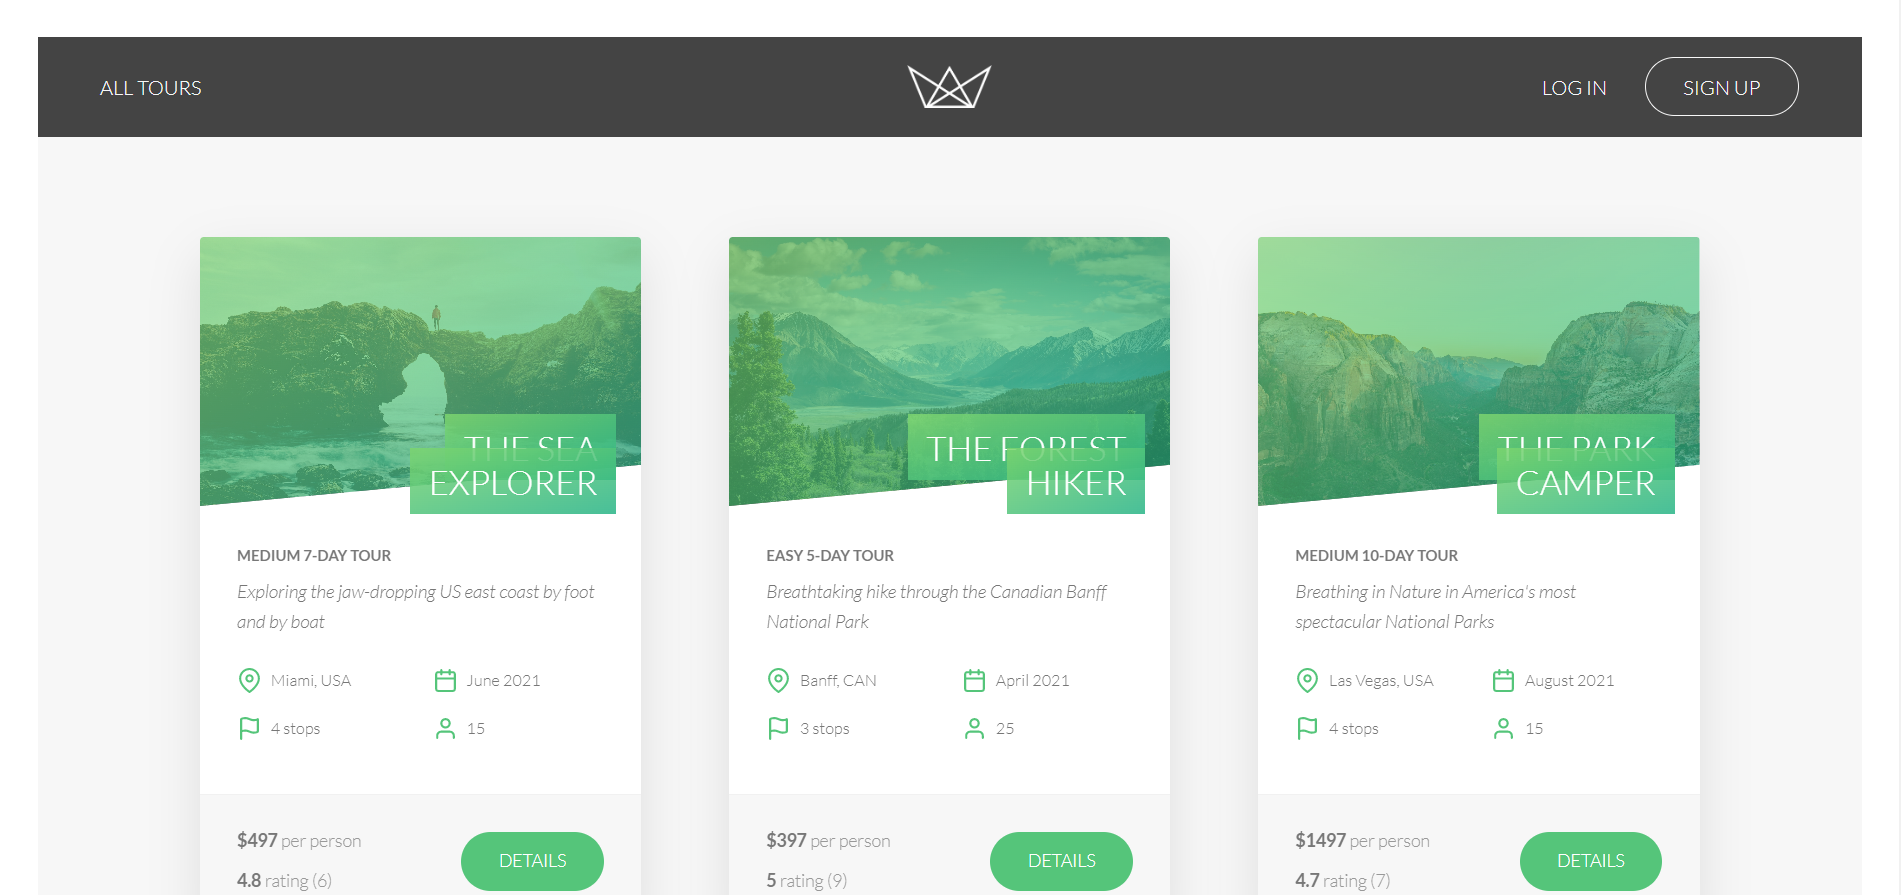 ALL TOURS
LOG IN
SIGN UP
THE SEA
EXPLORER
MEDIUM 7-DAY TOUR
Exploring the jaw-dropping US east coast by foot
and by boat
Miami, USA
June 2021
4 stops
15
$497 per person
4.8 rating (6)
DETAILS
THE FOREST
HIKER
EASY 5-DAY TOUR
Breathtaking hike through the Canadian Banff
National Park
Banff, CAN
April 2021
3 stops
25
$397 per person
5 rating (9)
DETAILS
THE PARK
CAMPER
MEDIUM 10-DAY TOUR
Breathing in Nature in America's most
spectacular National Parks
Las Vegas, USA
August 2021
4 stops
15
$1497 per person
4.7 rating (7)
DETAILS